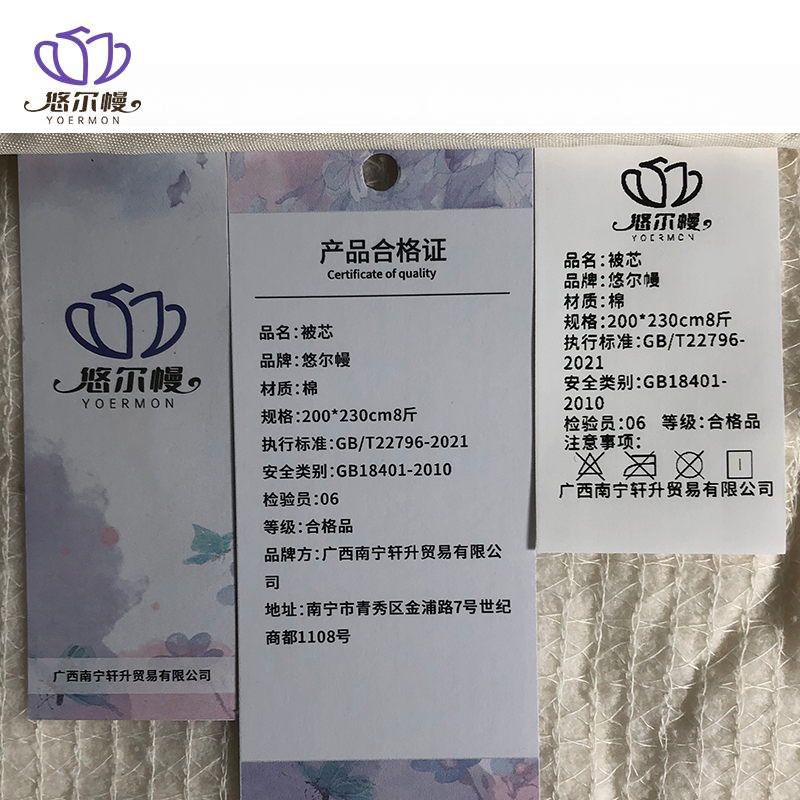 悠尔幔
YOERMON
悠尔幔
YOERMON
广西南宁轩升贸易有限公司
产品合格证
Certificate of quality
品名:被芯
品牌:悠尔幔
材质:棉
规格:200*230cm8斤
执行标准:GB/T22796-2021
安全类别:GB18401-2010
检验员:06
等级:合格品
品牌方:广西南宁轩升贸易有限公
司
地址:南宁市青秀区金浦路7号世纪
商都1108号
悠尔幔
YOERMON
品名:被芯
品牌:悠尔幔
材质:棉
规格:200*230cm8斤
执行标准:GB/T22796-
2021
安全类别:GB18401-
2010
检验员:06 等级:合格品
注意事项:
广西南宁轩升贸易有限公司